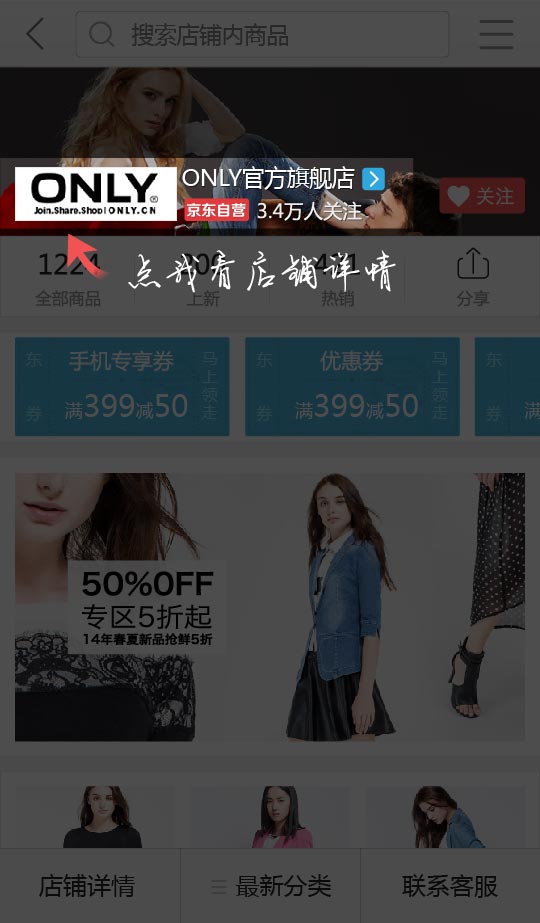 搜索店铺内商品
ONLY®
Join.Share.Shop! ONLY.CN
ONLY官方旗舰店
京东自营 3.4万人关注
关注
点我看店铺详情
1224
全部商品 上新 热销 分享
东券 手机专享券 马上领走
满399减50
东券 优惠券 马上领走
满399减50
东券
满
50%OFF
专区5折起
14年春夏新品抢鲜5折
店铺详情 最新分类 联系客服